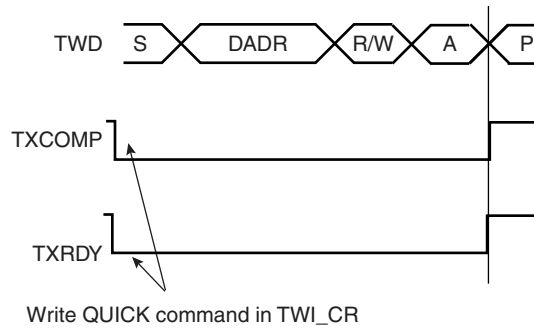 TWD S DADR R/W A P
TXCOMP
TXRDY
Write QUICK command in TWI_CR